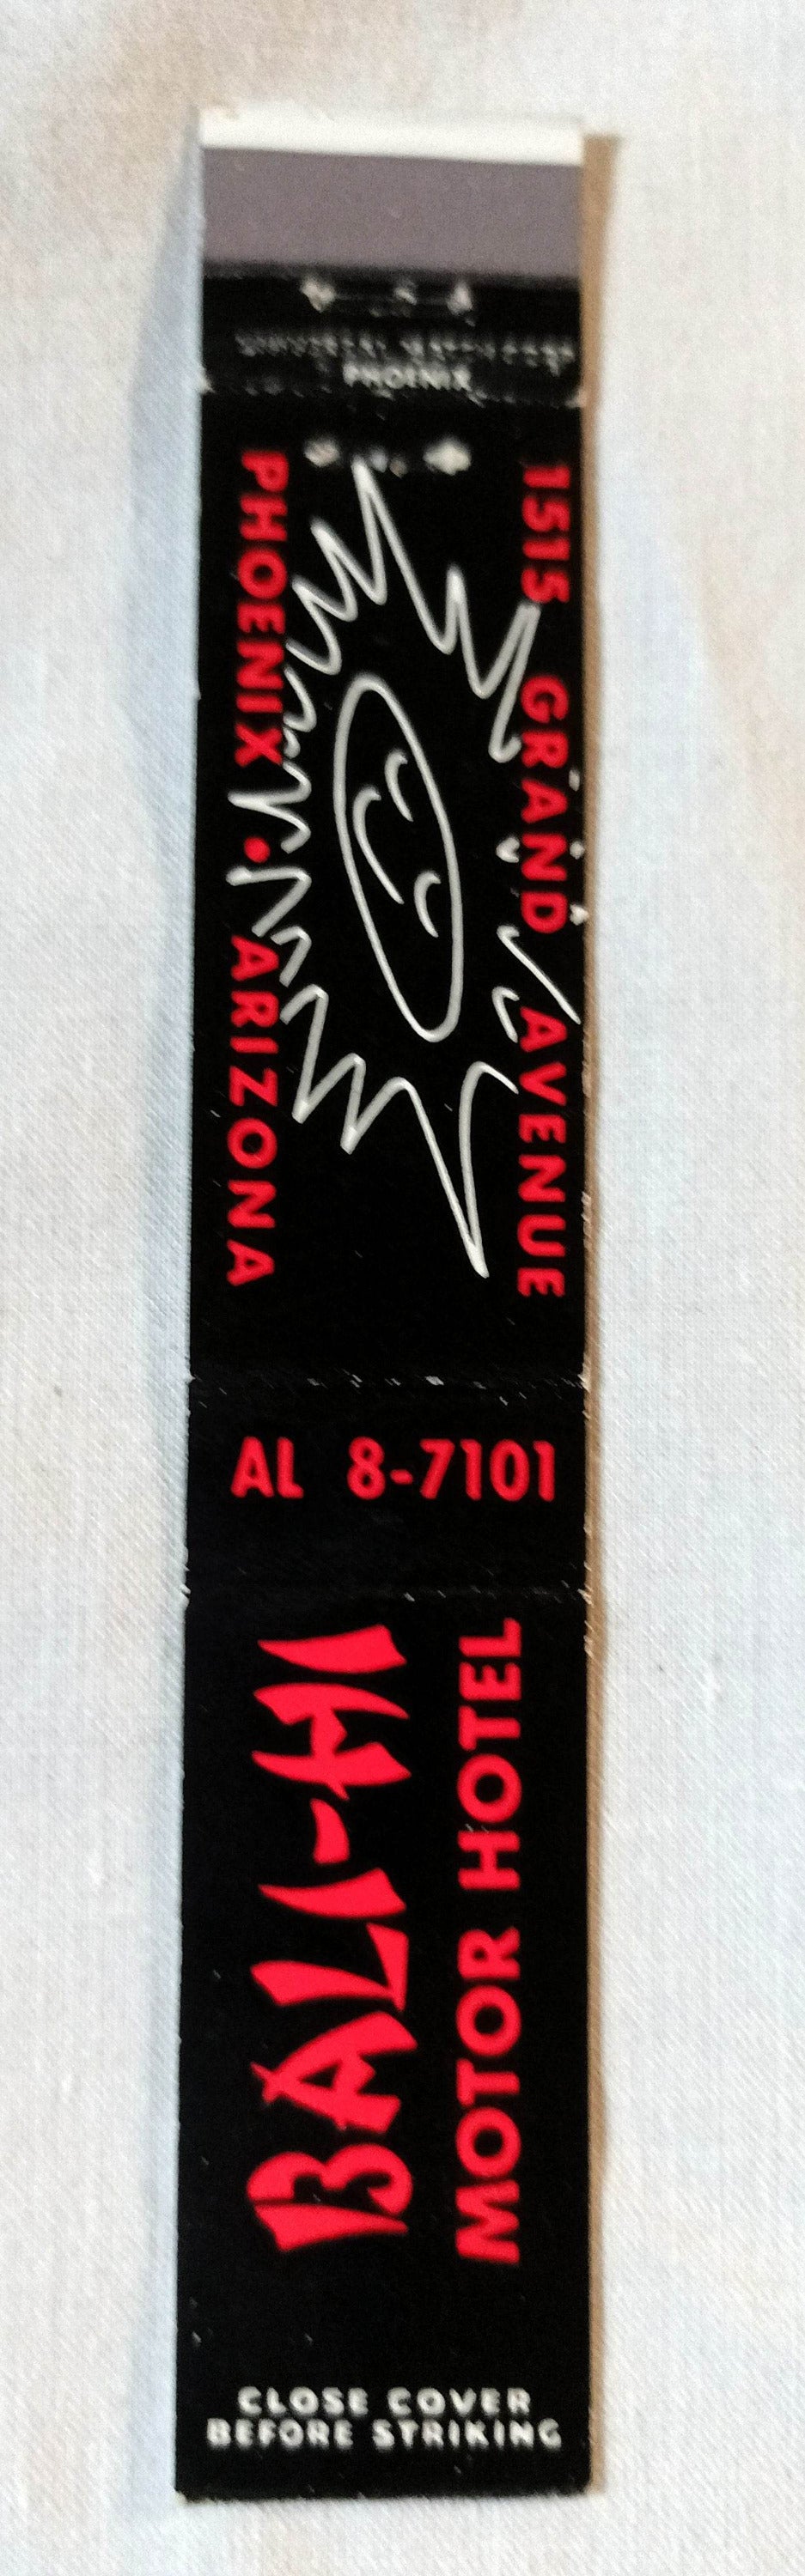 PHOENIX
1515 GRAND AVENUE
PHOENIX • ARIZONA
AL 8-7101
BALI-HI
MOTOR HOTEL
CLOSE COVER
BEFORE STRIKING